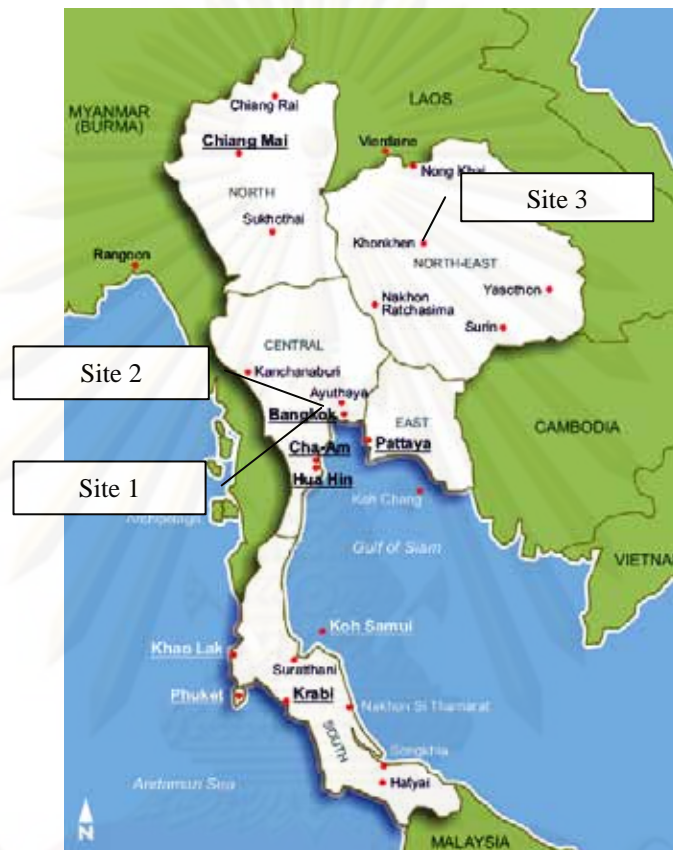 Chiang Rai
LAOS
MYANMAR
(BURMA)
Chiang Mai
Vientiane
Nong Khai
NORTH
Site 3
Sukhothai
Khonkhen
Rangoon
NORTH-EAST
Yasothon
Nakhon
Ratchasima
Surin
CENTRAL
Site 2
Kanchanaburi
Ayuthaya
Bangkok
EAST
CAMBODIA
Cha-Am
Pattaya
Site 1
Hua Hin
Koh Chang
Gulf of Siam
VIETNA
Koh Samui
Khao Lak
Suratthani
Phuket
Krabi
Nakhon Si Thamarat
SOUTH
Songkhla
Andaman Sea
Hatyai
N
MALAYSIA